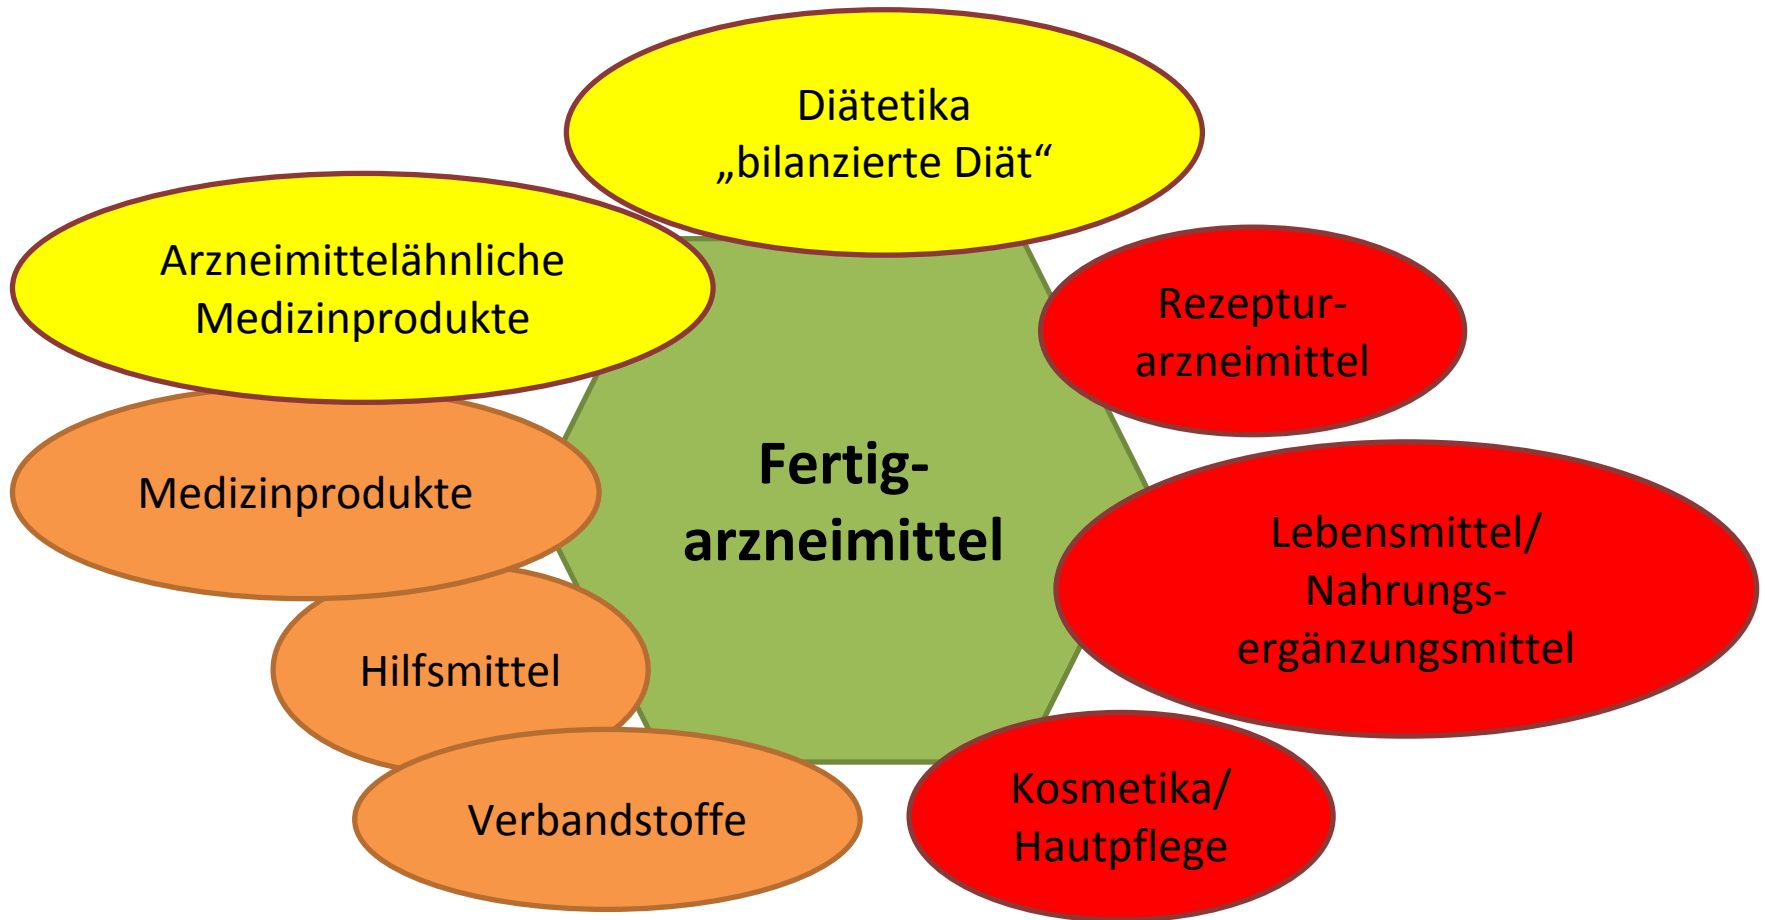 Diätetika
„bilanzierte Diät“
Arzneimittelähnliche
Medizinprodukte
Rezeptur-
arzneimittel
Medizinprodukte
Fertig-
arzneimittel
Lebensmittel/
Nahrungs-
ergänzungsmittel
Hilfsmittel
Verbandstoffe
Kosmetika/
Hautpflege